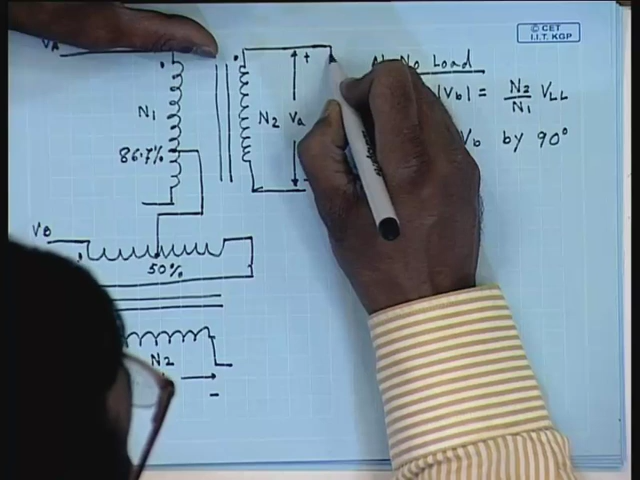 © CET
I.I.T. KGP
VA
At No Load
N1
N2 Va
+
|Vb| = N2/N1 VLL
86.7%
Vb by 90°
VB
50%
N2
-